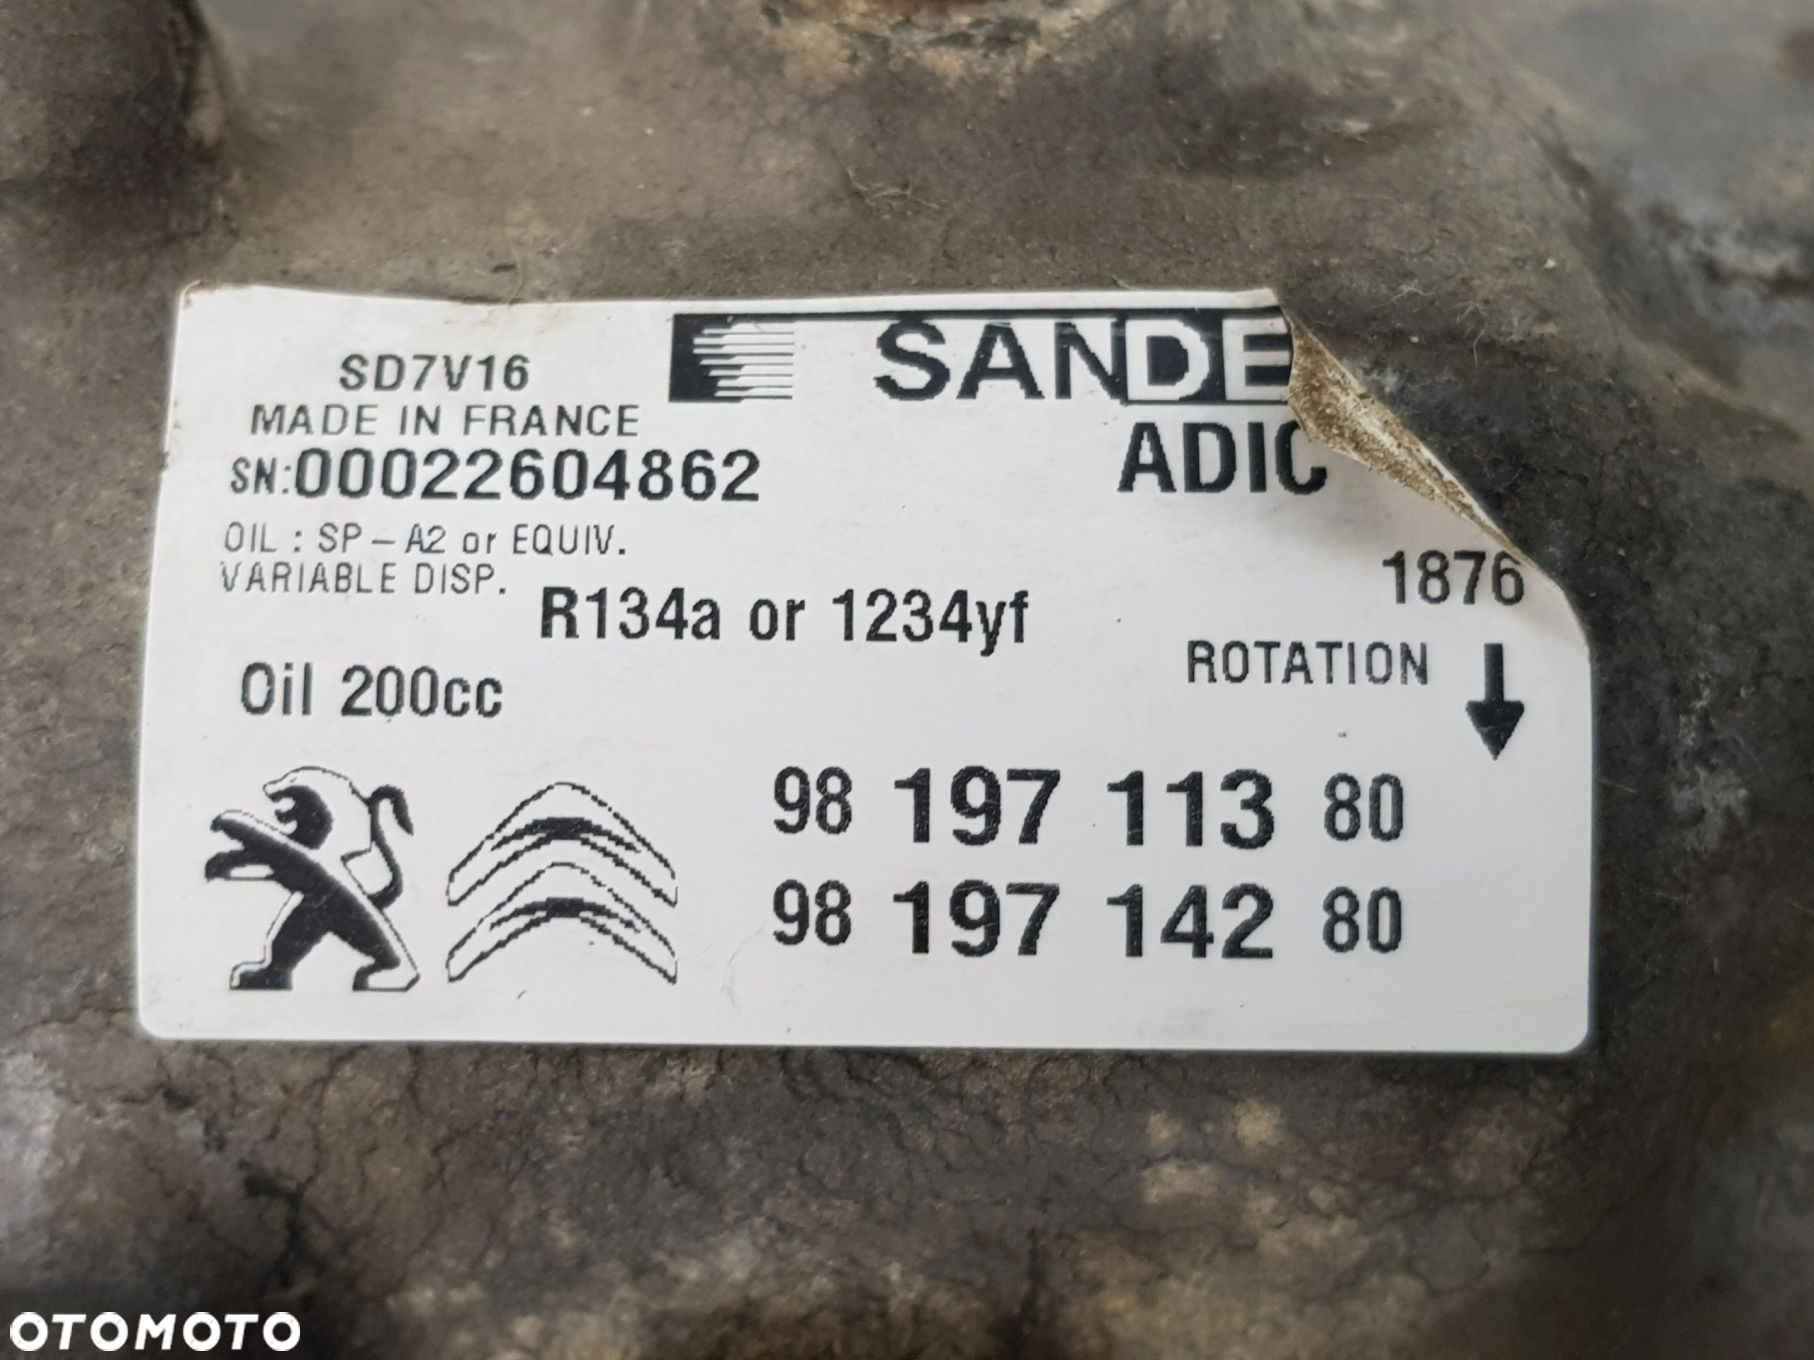 SANDE
SD7V16
MADE IN FRANCE
ADIC
SN:00022604862
OIL : SP-A2 or EQUIV.
VARIABLE DISP.
1876
R134a or 1234yf
ROTATION
Oil 200cc
98 197 113 80
98 197 142 80
OTOMOTO